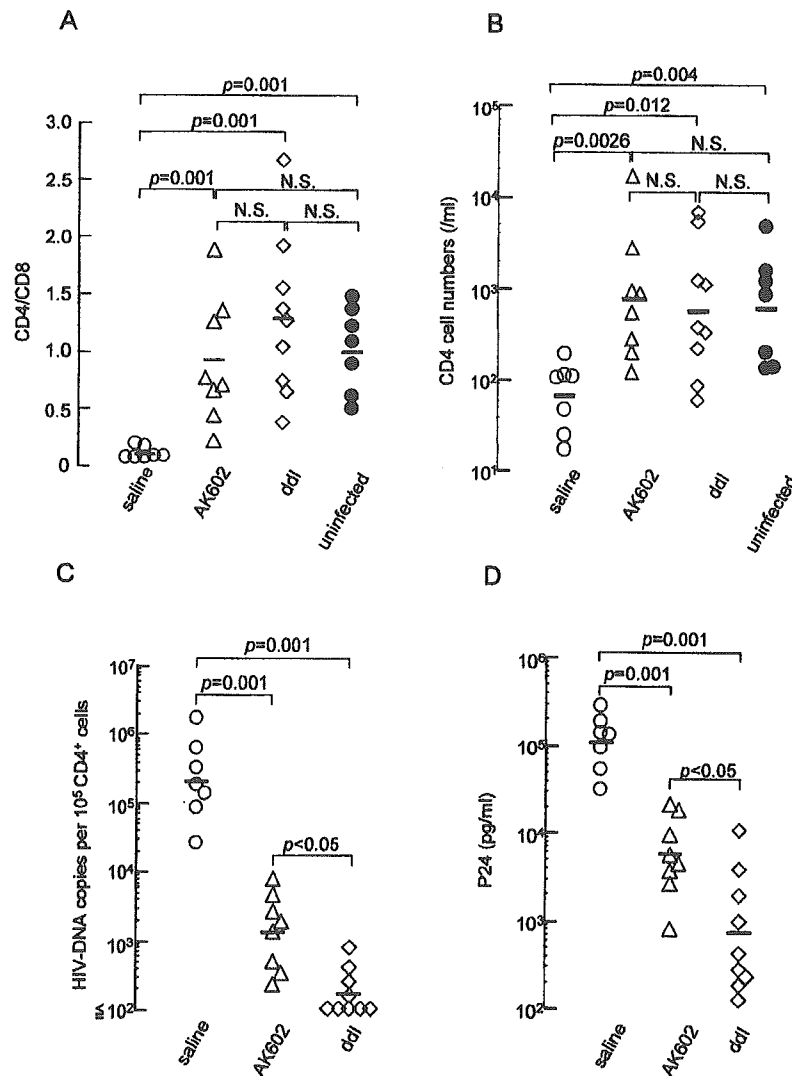 A
p=0.001
p=0.001
p=0.001
N.S.
N.S.
N.S.
3.0
2.5
2.0
1.5
1.0
0.5
0
CD4/CD8
saline
AK602
ddI
uninfected
B
p=0.004
p=0.012
p=0.0026
N.S.
N.S.
N.S.
10⁵
10⁴
10³
10²
10¹
CD4 cell numbers (/ml)
saline
AK602
ddI
uninfected
C
p=0.001
p=0.001
p<0.05
10⁷
10⁶
10⁵
10⁴
10³
≦10²
HIV-DNA copies per 10⁵ CD4⁺ cells
saline
AK602
ddI
D
p=0.001
p=0.001
p<0.05
10⁶
10⁵
10⁴
10³
10²
P24 (pg/ml)
saline
AK602
ddI